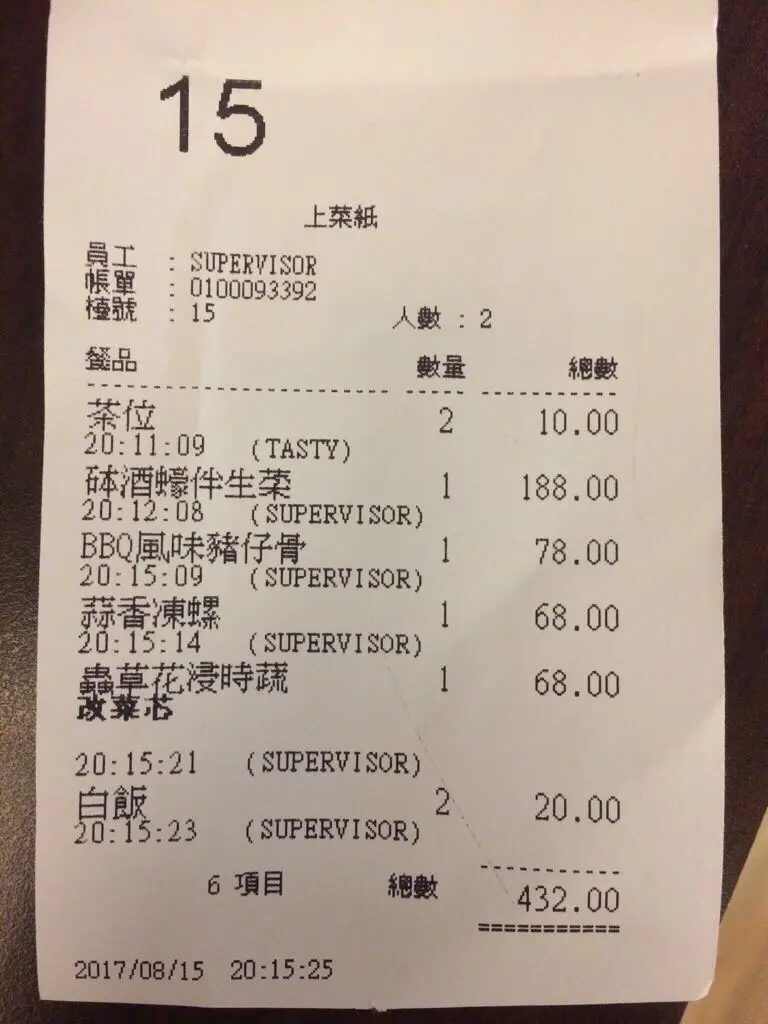 15
上菜紙
員工 : SUPERVISOR
帳單 : 0100093392
檯號 : 15 人數 : 2
餐品 數量 總數
茶位 2 10.00
20:11:09 (TASTY)
砵酒蠔伴生菜 1 188.00
20:12:08 (SUPERVISOR)
BBQ風味豬仔骨 1 78.00
20:15:09 (SUPERVISOR)
蒜香凍螺 1 68.00
20:15:14 (SUPERVISOR)
蟲草花浸時蔬 1 68.00
改菜芯
20:15:21 (SUPERVISOR)
白飯 2 20.00
20:15:23 (SUPERVISOR)
6 項目 總數 432.00
2017/08/15 20:15:25